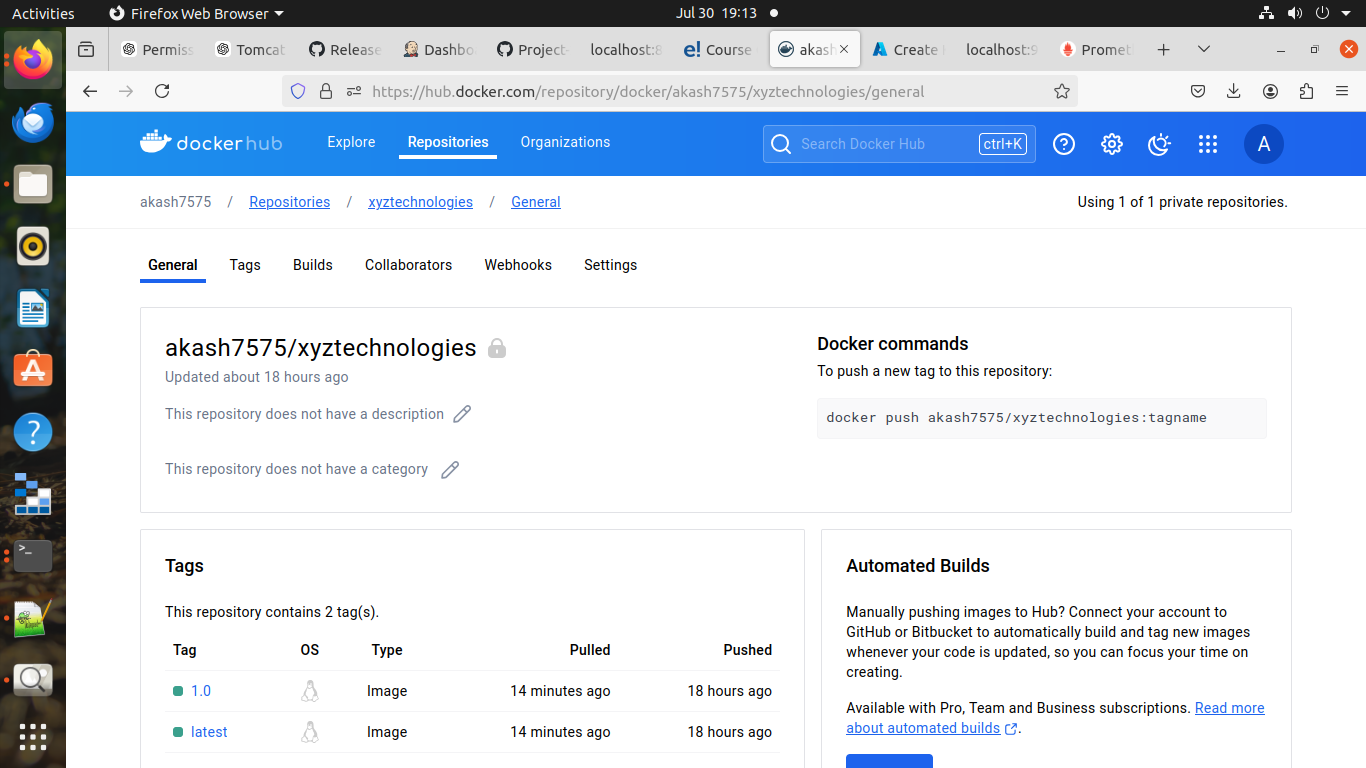 Activities Firefox Web Browser Jul 30 19:13
Permiss Tomcat Release Dashbo Project- localhost:8 e! Course akash Create localhost:9 Promet
https://hub.docker.com/repository/docker/akash7575/xyztechnologies/general
docker hub Explore Repositories Organizations Search Docker Hub ctrl+K A
akash7575 / Repositories / xyztechnologies / General Using 1 of 1 private repositories.
General Tags Builds Collaborators Webhooks Settings
akash7575/xyztechnologies
Updated about 18 hours ago
This repository does not have a description
This repository does not have a category
Docker commands
To push a new tag to this repository:
docker push akash7575/xyztechnologies:tagname
Tags
This repository contains 2 tag(s).
Tag OS Type Pulled Pushed
1.0 Image 14 minutes ago 18 hours ago
latest Image 14 minutes ago 18 hours ago
Automated Builds
Manually pushing images to Hub? Connect your account to
GitHub or Bitbucket to automatically build and tag new images
whenever your code is updated, so you can focus your time on
creating.
Available with Pro, Team and Business subscriptions. Read more
about automated builds .